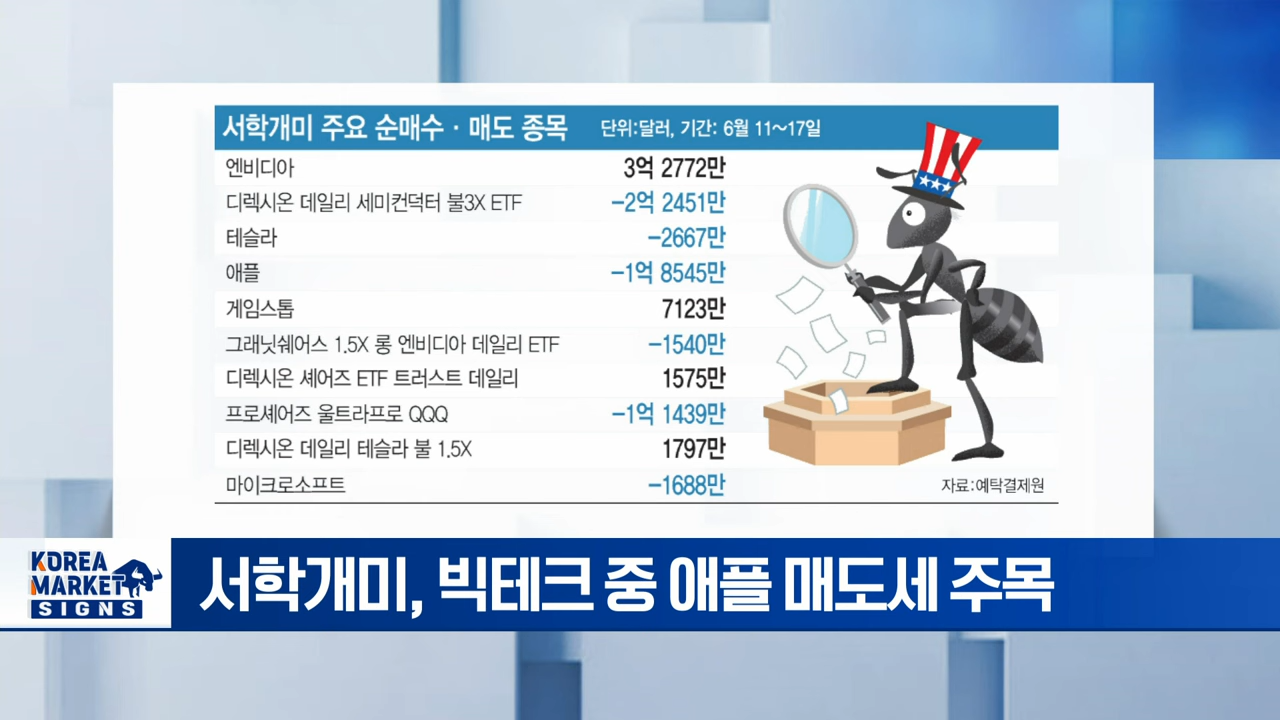 서학개미 주요 순매수 · 매도 종목 단위:달러, 기간: 6월 11~17일
엔비디아 3억 2772만
디렉시온 데일리 세미컨덕터 불3X ETF -2억 2451만
테슬라 -2667만
애플 -1억 8545만
게임스톱 7123만
그래닛쉐어스 1.5X 롱 엔비디아 데일리 ETF -1540만
디렉시온 셰어즈 ETF 트러스트 데일리 1575만
프로셰어즈 울트라프로 QQQ -1억 1439만
디렉시온 데일리 테슬라 불 1.5X 1797만
마이크로소프트 -1688만
자료:예탁결제원
KOREA
MARKET
SIGNS
서학개미, 빅테크 중 애플 매도세 주목